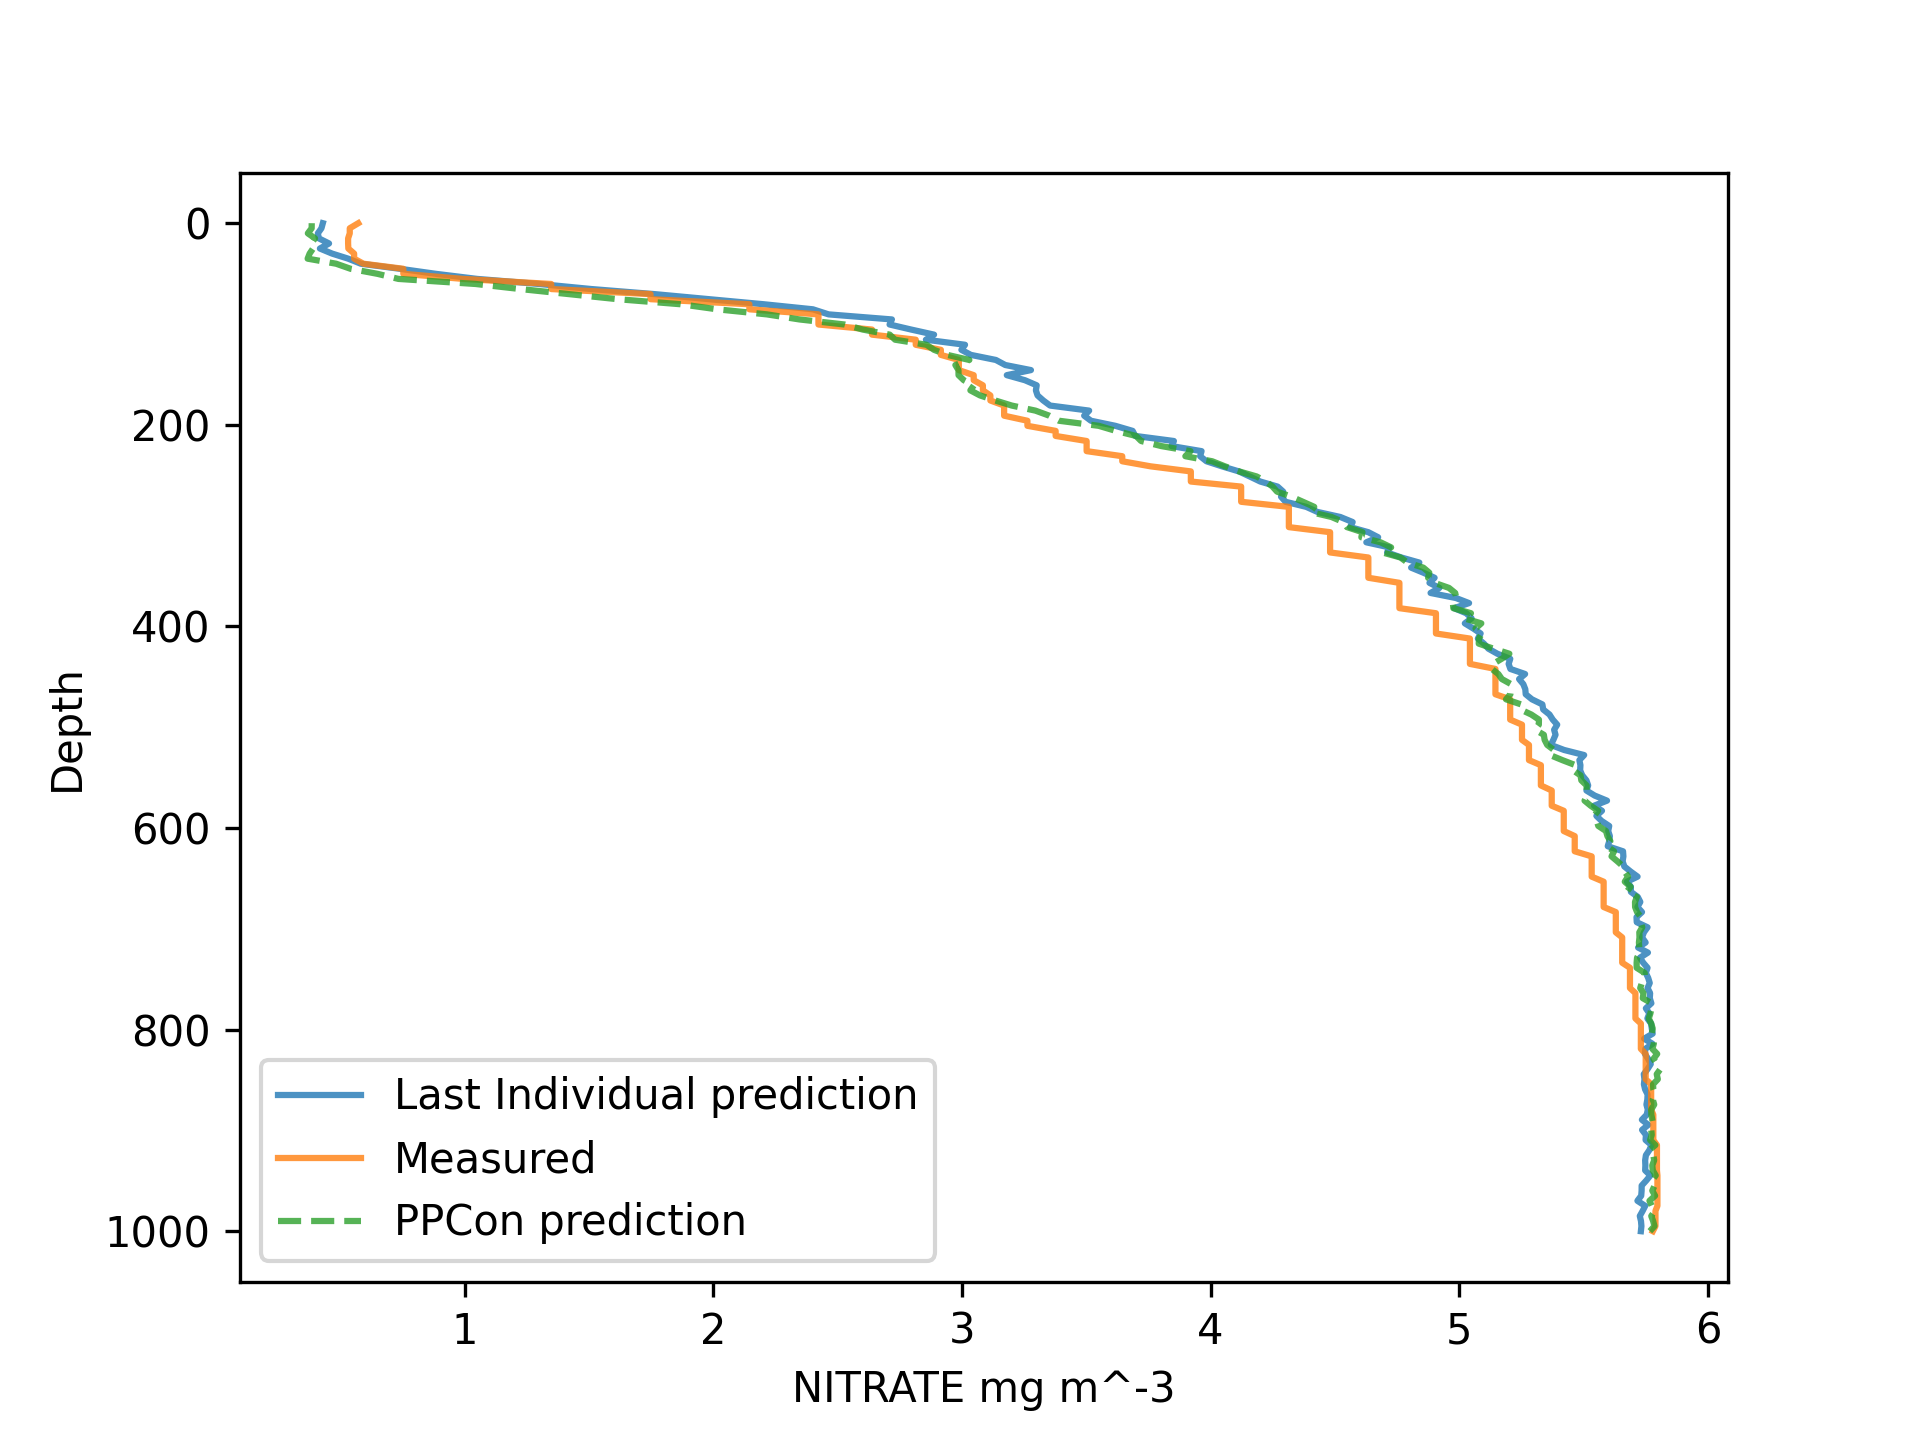 0
200
400
600
800
1000
Depth
Last Individual prediction
Measured
PPCon prediction
1 2 3 4 5 6
NITRATE mg m^-3